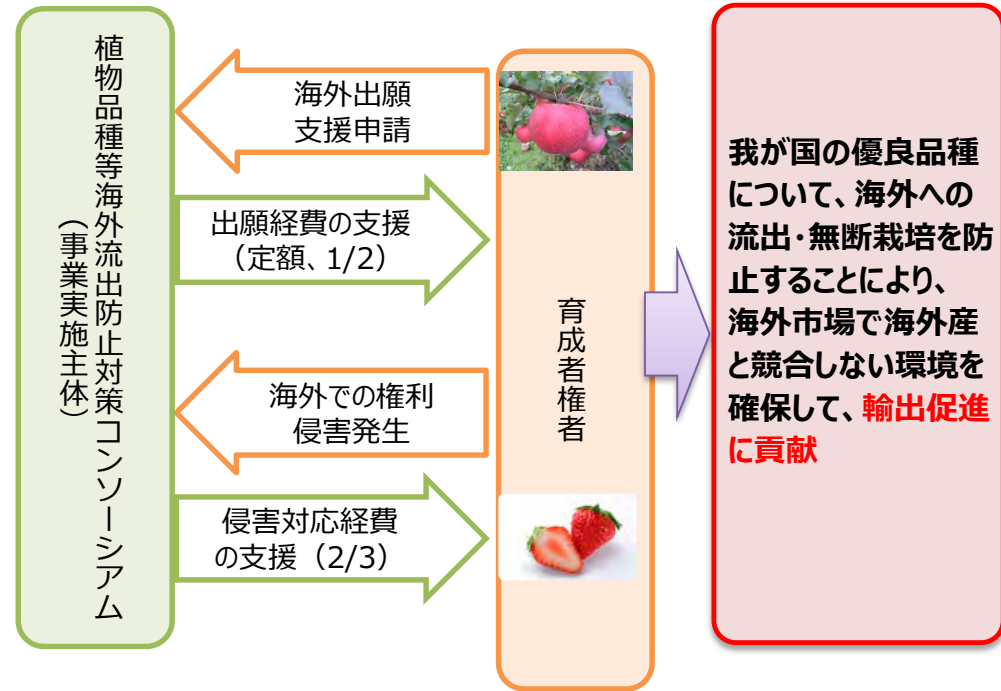 植物品種等海外流出防止対策コンソーシアム
（事業実施主体）
海外出願
支援申請
出願経費の支援
（定額、1/2）
海外での権利
侵害発生
侵害対応経費
の支援（2/3）
育成者権者
我が国の優良品種
について、海外への
流出・無断栽培を防
止することにより、
海外市場で海外産
と競合しない環境を
確保して、輸出促進
に貢献